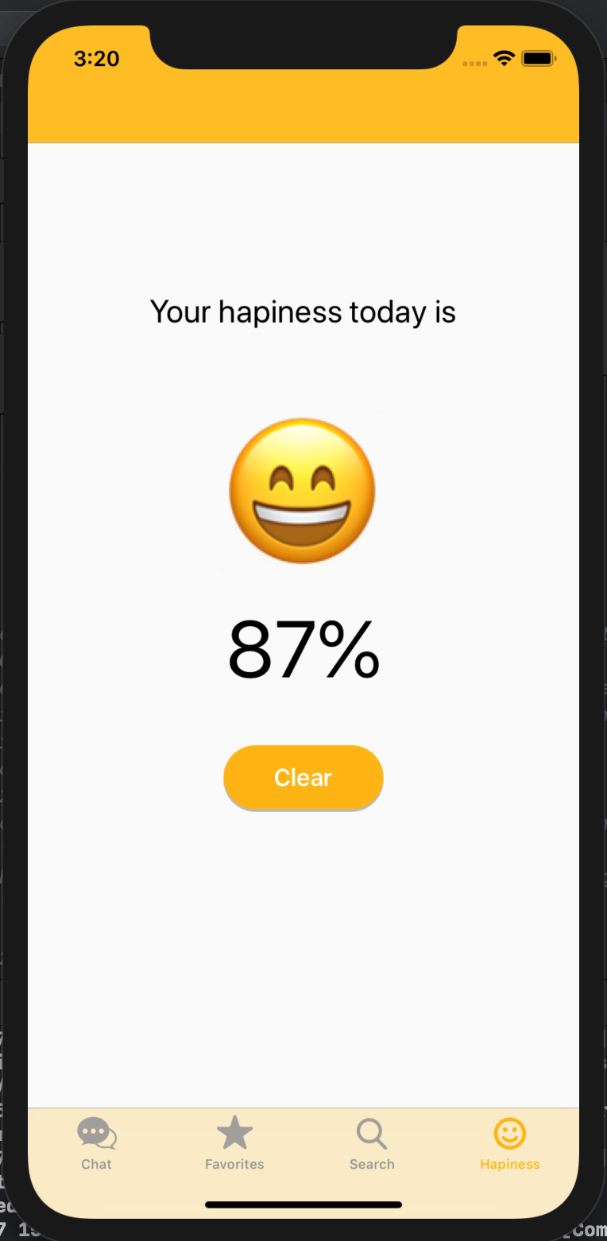 3:20
Your hapiness today is
87%
Clear
Chat
Favorites
Search
Hapiness